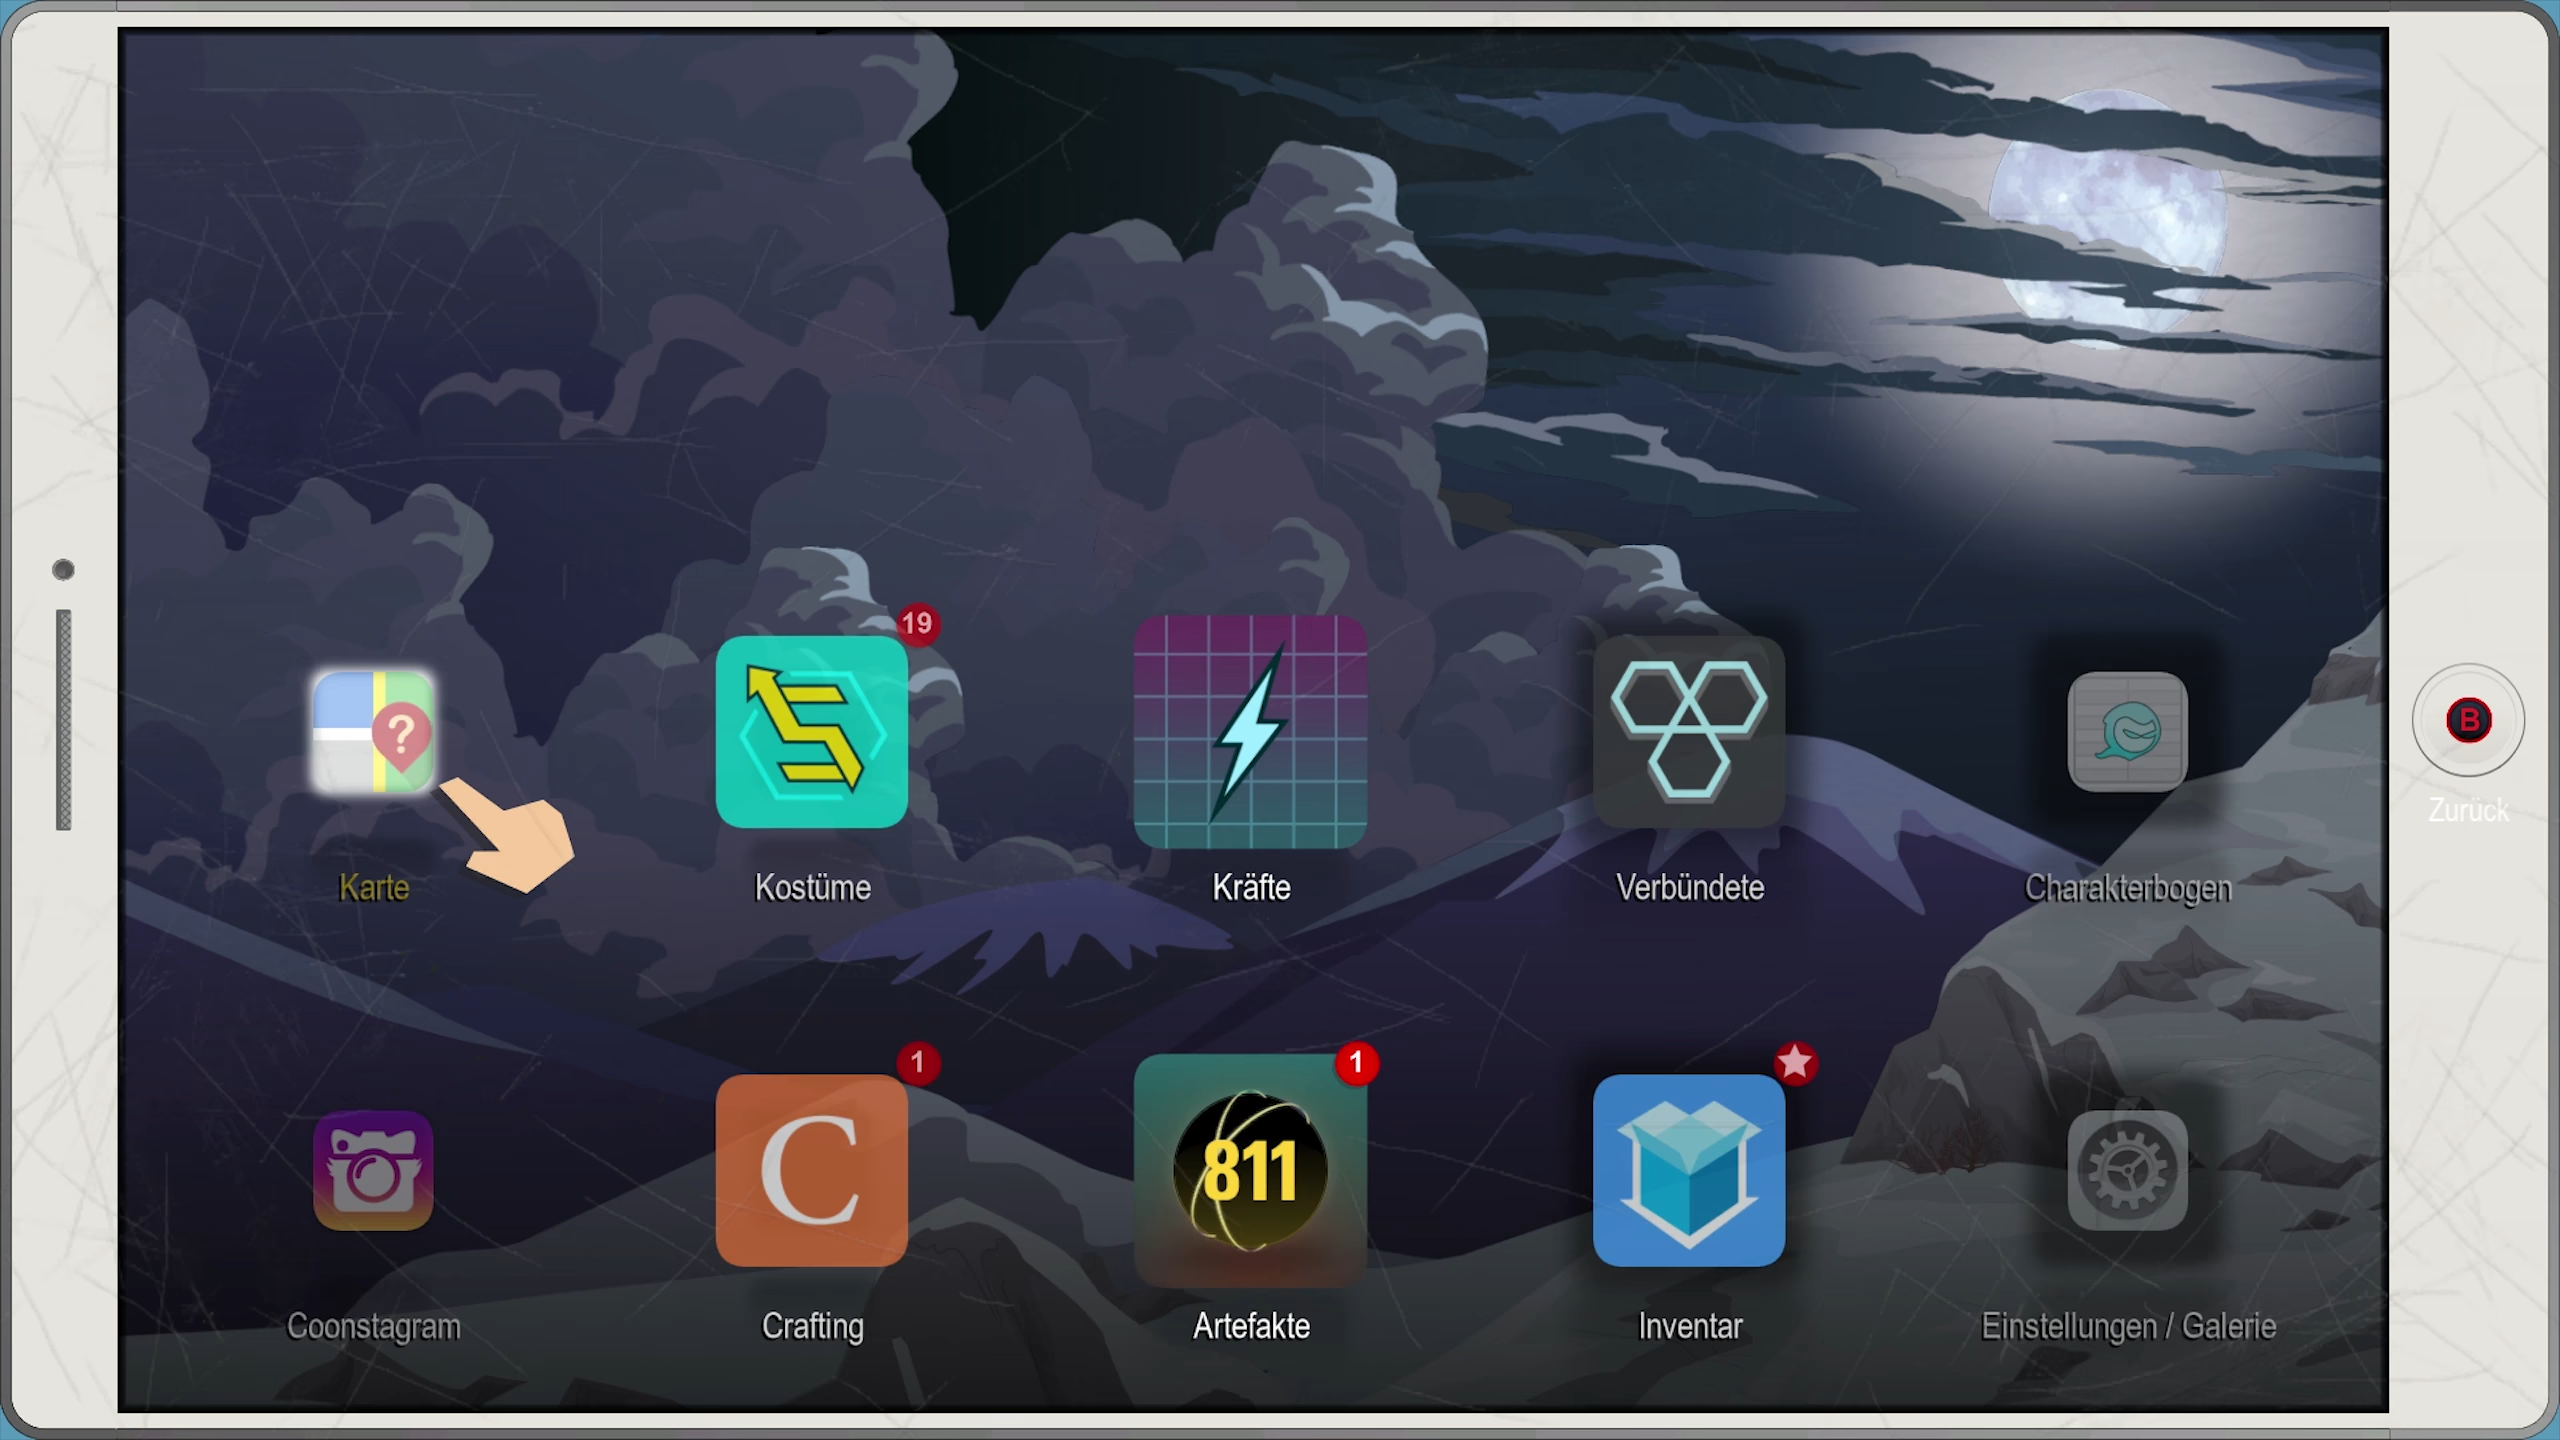 19
?
Karte
Kostüme
Kräfte
Verbündete
Charakterbogen
B
Zurück
1
1
C
811
Coonstagram
Crafting
Artefakte
Inventar
Einstellungen / Galerie